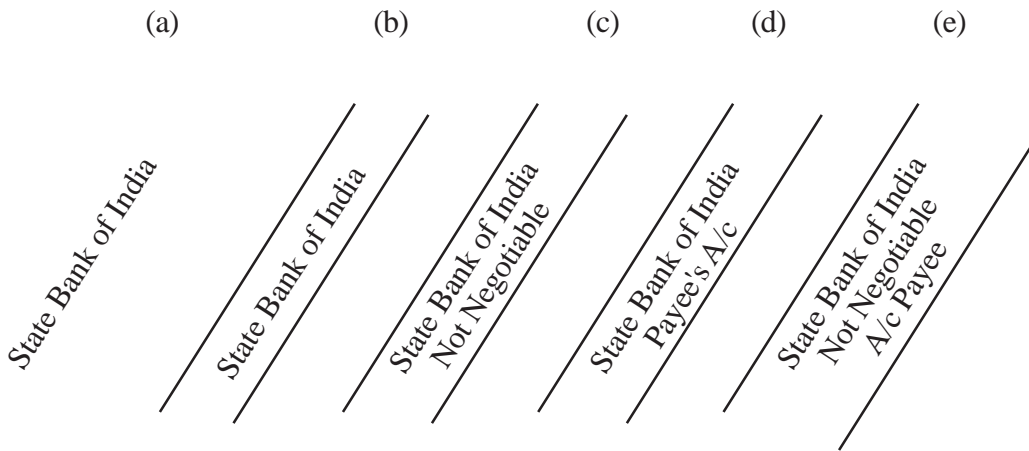 (a)
(b)
(c)
(d)
(e)
State Bank of India
State Bank of India
State Bank of India
Not Negotiable
State Bank of India
Payee's A/c
State Bank of India
Not Negotiable
A/c Payee